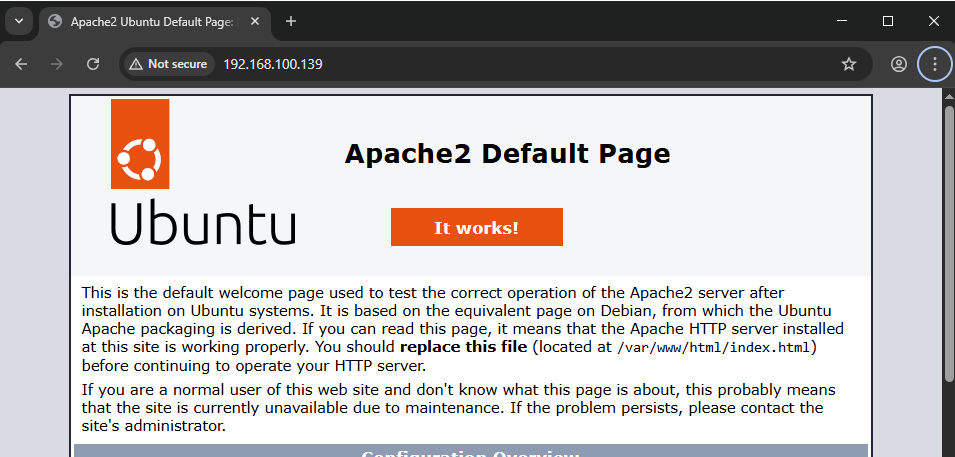 Apache2 Ubuntu Default Page:
Not secure 192.168.100.139
Ubuntu
Apache2 Default Page
It works!
This is the default welcome page used to test the correct operation of the Apache2 server after
installation on Ubuntu systems. It is based on the equivalent page on Debian, from which the Ubuntu
Apache packaging is derived. If you can read this page, it means that the Apache HTTP server installed
at this site is working properly. You should replace this file (located at /var/www/html/index.html)
before continuing to operate your HTTP server.
If you are a normal user of this web site and don't know what this page is about, this probably means
that the site is currently unavailable due to maintenance. If the problem persists, please contact the
site's administrator.
Configuration Overview